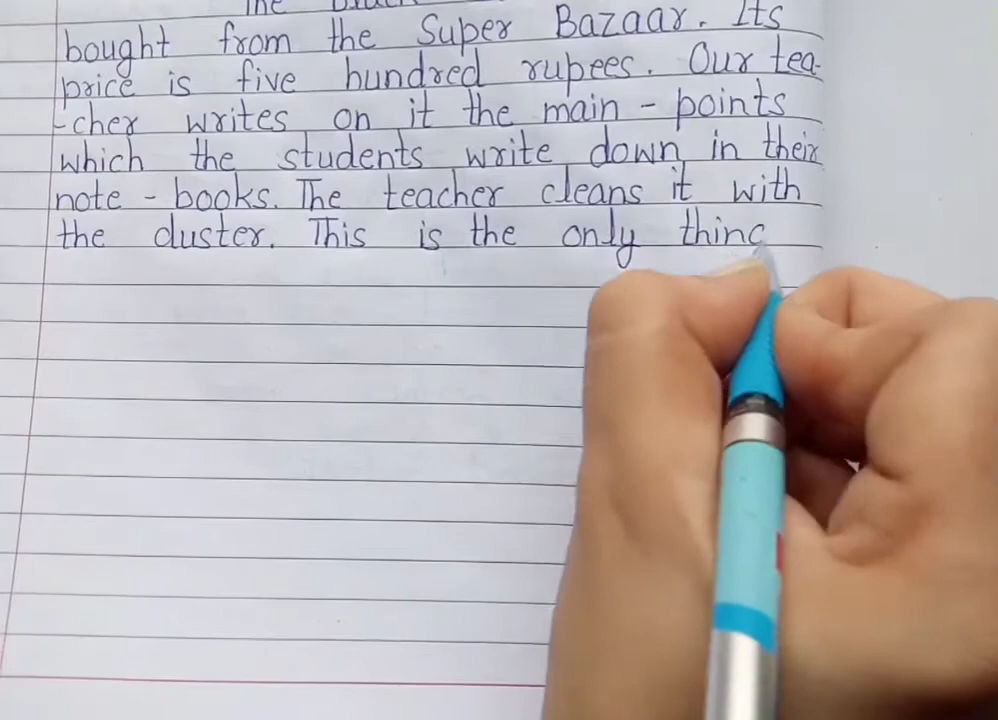 The
bought from the Super Bazaar. Its
price is five hundred rupees. Our tea-
-cher writes on it the main - points
which the students write down in their
note - books. The teacher cleans it with
the duster. This is the only thing